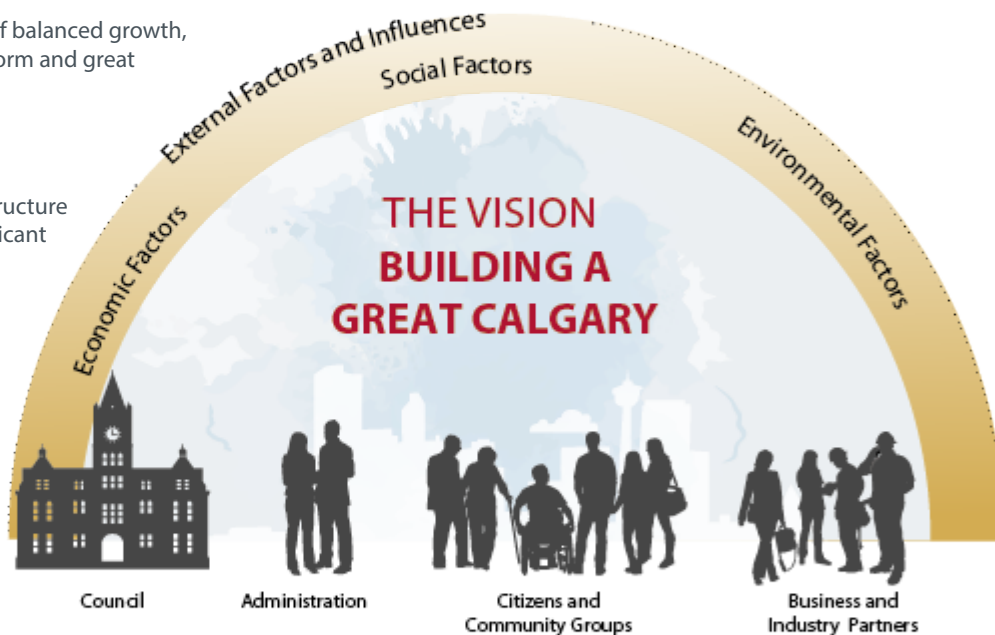 f balanced growth,
orm and great
ructure
icant
External Factors and Influences
Social Factors
Economic Factors
Environmental Factors
THE VISION
BUILDING A
GREAT CALGARY
Council
Administration
Citizens and
Community Groups
Business and
Industry Partners